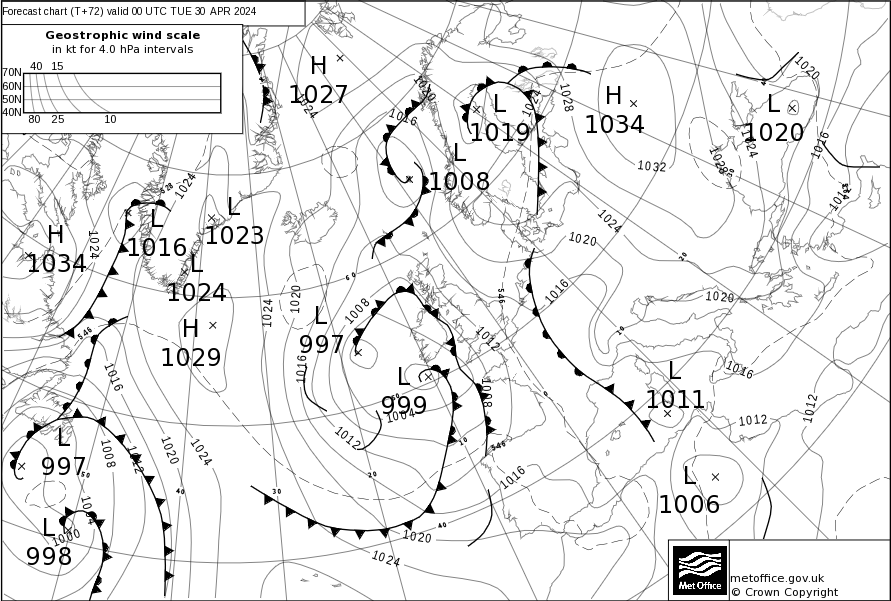 Forecast chart (T+72) valid 00 UTC TUE 30 APR 2024
Geostrophic wind scale
in kt for 4.0 hPa intervals
40 15
70N
60N
50N
40N
80 25 10
H
1027
1024
1016
L
1019
1028
H
1034
1032
1028
L
1020
1020
1016
L
1008
1024
528
L
1016
L
1023
H
1034
1024
L
1024
1024
1020
1020
1016
60
546
20
1020
H
1029
1024
1020
1008
L
997
1016
1012
20
1016
L
1011
546
1016
L
999
1004
1012
1008
0
1012
1012
L
997
1008
1012
1020
1024
50
10
546
20
30
40
40
1016
L
1006
L
998
1000
1020
1024
Met Office
metoffice.gov.uk
© Crown Copyright